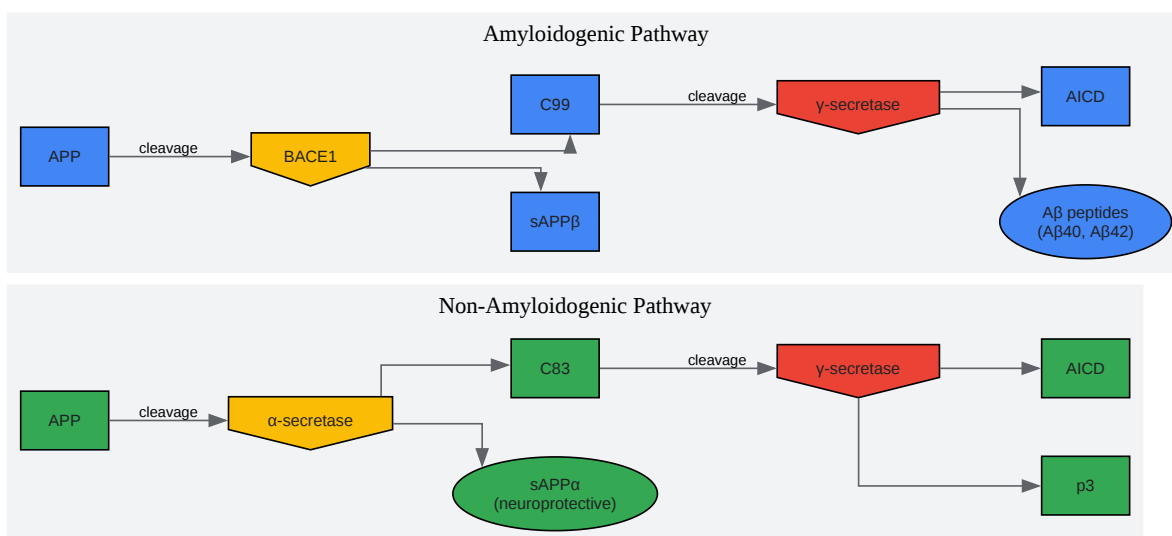 Amyloidogenic Pathway
APP
cleavage
BACE1
C99
sAPPβ
cleavage
γ-secretase
AICD
Aβ peptides
(Aβ40, Aβ42)
Non-Amyloidogenic Pathway
APP
cleavage
α-secretase
C83
sAPPα
(neuroprotective)
cleavage
γ-secretase
AICD
p3